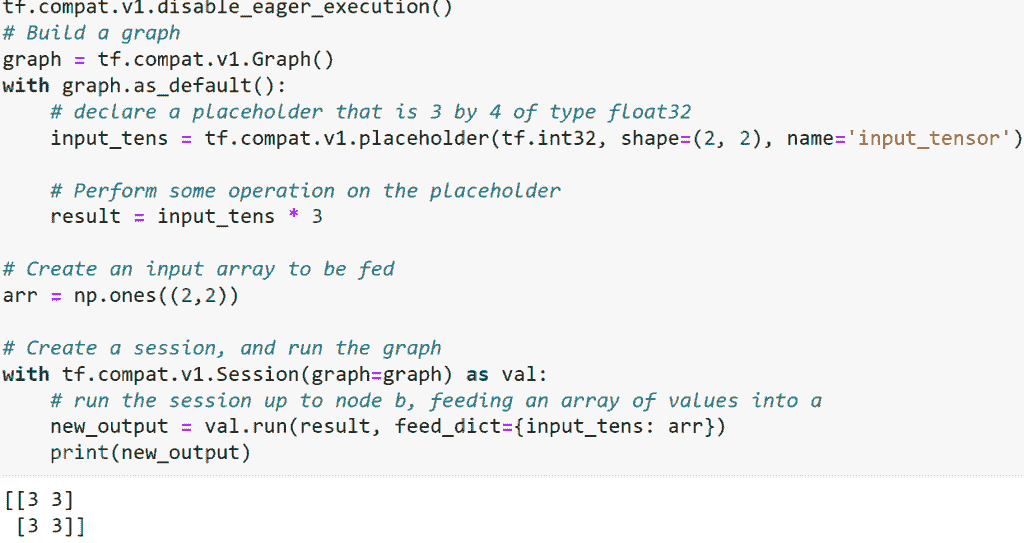 tf.compat.v1.disable_eager_execution()
# Build a graph
graph = tf.compat.v1.Graph()
with graph.as_default():
    # declare a placeholder that is 3 by 4 of type float32
    input_tens = tf.compat.v1.placeholder(tf.int32, shape=(2, 2), name='input_tensor')
    # Perform some operation on the placeholder
    result = input_tens * 3
# Create an input array to be fed
arr = np.ones((2,2))
# Create a session, and run the graph
with tf.compat.v1.Session(graph=graph) as val:
    # run the session up to node b, feeding an array of values into a
    new_output = val.run(result, feed_dict={input_tens: arr})
    print(new_output)
[[3 3]
 [3 3]]